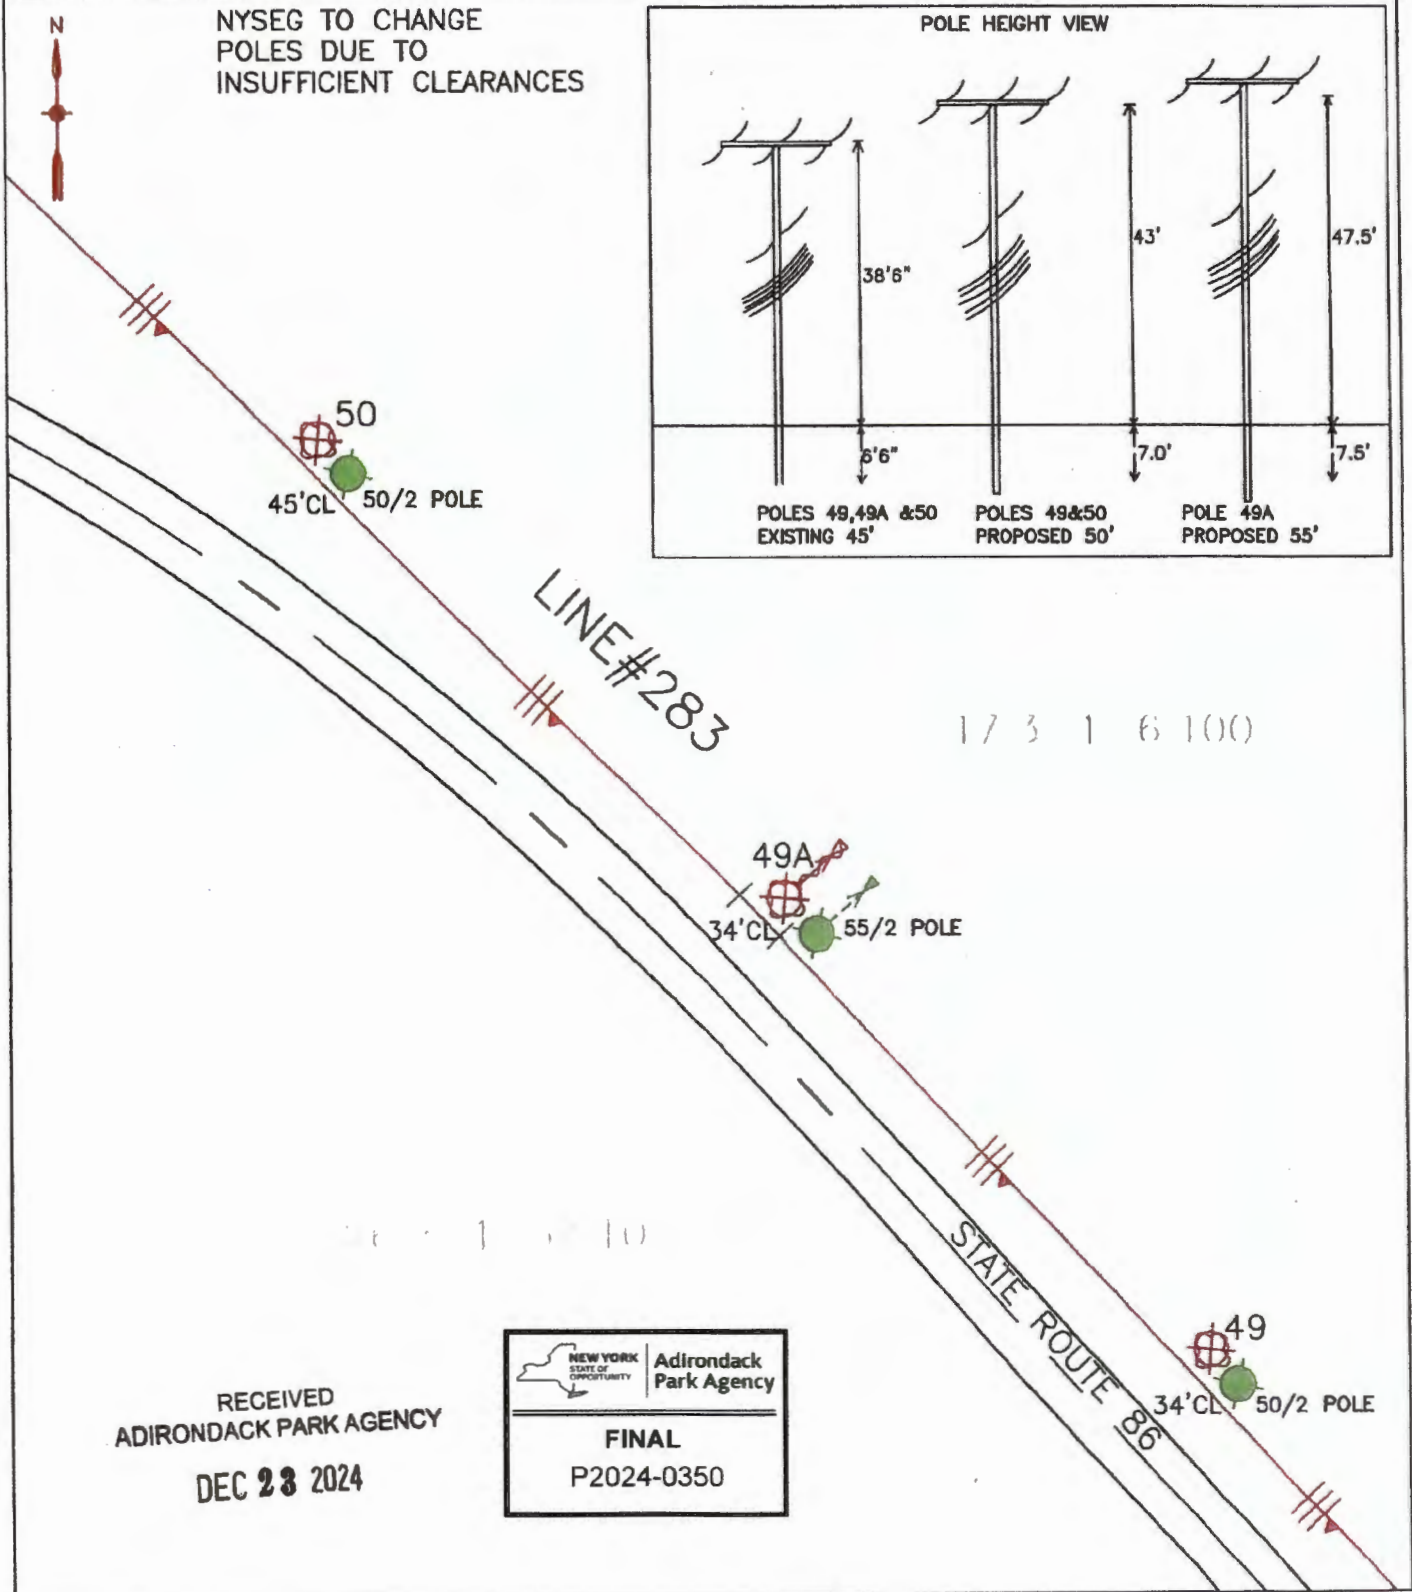 N
NYSEG TO CHANGE
POLES DUE TO
INSUFFICIENT CLEARANCES
POLE HEIGHT VIEW
38'6"
43'
47.5'
6'6"
7.0'
7.5'
POLES 49,49A &50
EXISTING 45'
POLES 49&50
PROPOSED 50'
POLE 49A
PROPOSED 55'
50
45'CL
50/2 POLE
LINE#283
49A
34'CL
55/2 POLE
STATE ROUTE 86
49
34'CL
50/2 POLE
RECEIVED
ADIRONDACK PARK AGENCY
DEC 23 2024
NEW YORK
STATE OF
OPPORTUNITY
Adirondack
Park Agency
FINAL
P2024-0350